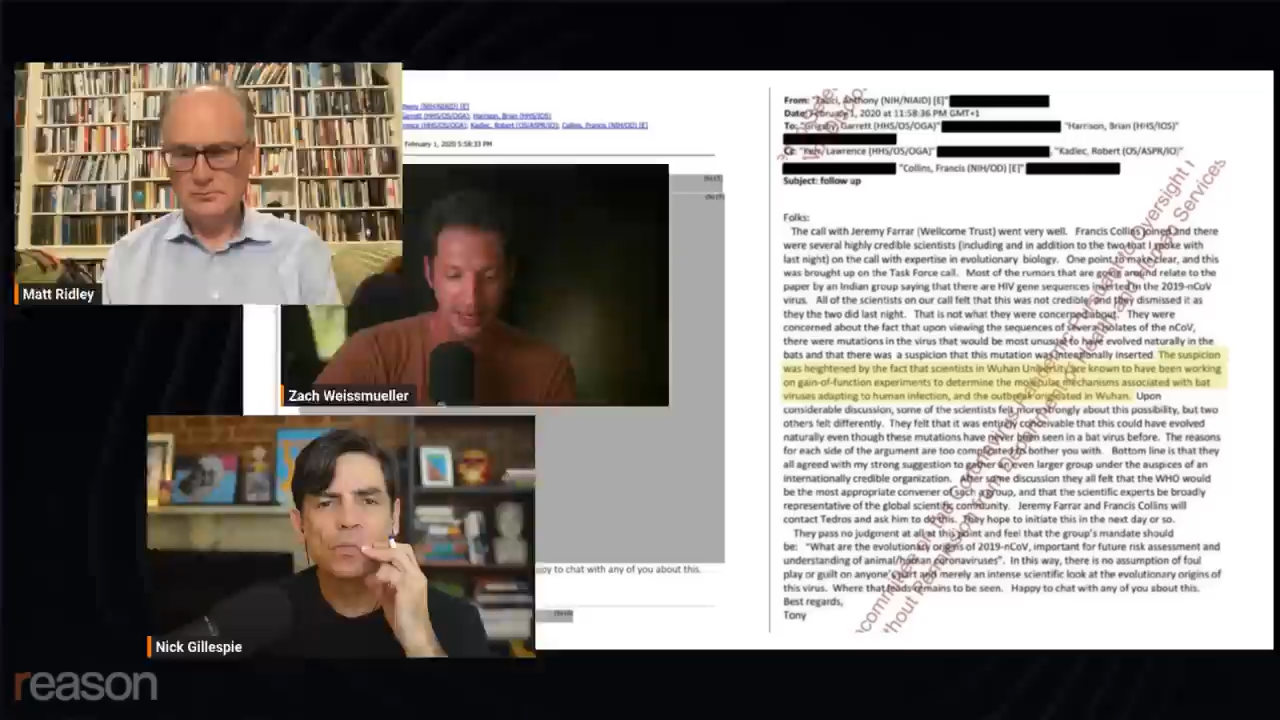 Matt Ridley
Zach Weissmueller
Nick Gillespie
reason
Anthony (NIH/NIAID) [E]
Garrett (HHS/OS/OGA); Harrison, Brian (HHS/OS)
Lawrence (HHS/OS/OGA); Kadlec, Robert (OS/ASPR/IO); Collins, Francis (NIH/OD) [E]
February 1, 2020 5:58:33 PM
happy to chat with any of you about this.
From: Anthony (NIH/NIAID) [E]"
Date: February 1, 2020 at 11:58:36 PM GMT+1
To: Garrett (HHS/OS/OGA)" "Harrison, Brian (HHS/IOS)"
Cc: Lawrence (HHS/OS/OGA)" , "Kadlec, Robert (OS/ASPR/IO)"
"Collins, Francis (NIH/OD) [E]"
Subject: follow up
Folks:
The call with Jeremy Farrar (Wellcome Trust) went very well. Francis Collins joined and there
were several highly credible scientists (including and in addition to the two that I spoke with
last night) on the call with expertise in evolutionary biology. One point to make clear, and this
was brought up on the Task Force call. Most of the rumors that are going around relate to the
paper by an Indian group saying that there are HIV gene sequences inserted in the 2019-nCoV
virus. All of the scientists on our call felt that this was not credible and they dismissed it as
they the two did last night. That is not what they were concerned about. They were
concerned about the fact that upon viewing the sequences of several isolates of the nCoV,
there were mutations in the virus that would be most unusual to have evolved naturally in the
bats and that there was a suspicion that this mutation was intentionally inserted. The suspicion
was heightened by the fact that scientists in Wuhan University are known to have been working
on gain-of-function experiments to determine the molecular mechanisms associated with bat
viruses adapting to human infection, and the outbreak originated in Wuhan. Upon
considerable discussion, some of the scientists felt more strongly about this possibility, but two
others felt differently. They felt that it was entirely conceivable that this could have evolved
naturally even though these mutations have never been seen in a bat virus before. The reasons
for each side of the argument are too complicated to bother you with. Bottom line is that they
all agreed with my strong suggestion to gather an even larger group under the auspices of an
internationally credible organization. After some discussion they all felt that the WHO would
be the most appropriate convener of such a group, and that the scientific experts be broadly
representative of the global scientific community. Jeremy Farrar and Francis Collins will
contact Tedros and ask him to do this. They hope to initiate this in the next day or so.
They pass no judgment at all at this point and feel that the group's mandate should
be: "What are the evolutionary origins of 2019-nCoV, important for future risk assessment and
understanding of animal/human coronaviruses". In this way, there is no assumption of foul
play or guilt on anyone's part and merely an intense scientific look at the evolutionary origins of
this virus. Where that leads remains to be seen. Happy to chat with any of you about this.
Best regards,
Tony